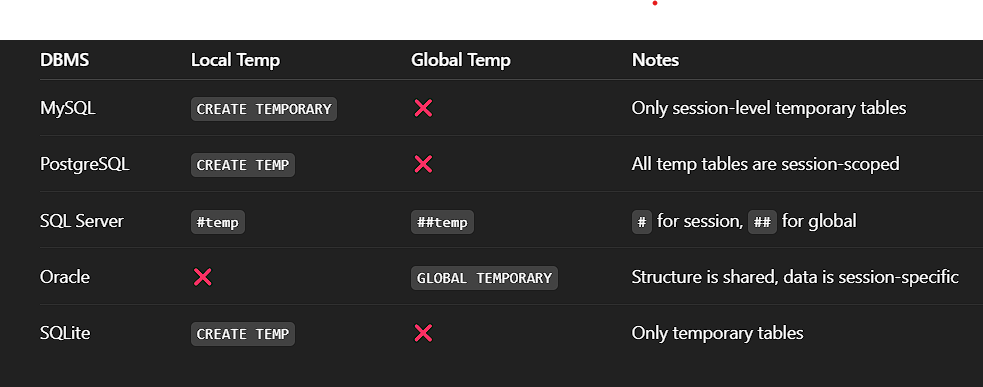 DBMS Local Temp Global Temp Notes
MySQL CREATE TEMPORARY ❌ Only session-level temporary tables
PostgreSQL CREATE TEMP ❌ All temp tables are session-scoped
SQL Server #temp ##temp # for session, ## for global
Oracle ❌ GLOBAL TEMPORARY Structure is shared, data is session-specific
SQLite CREATE TEMP ❌ Only temporary tables